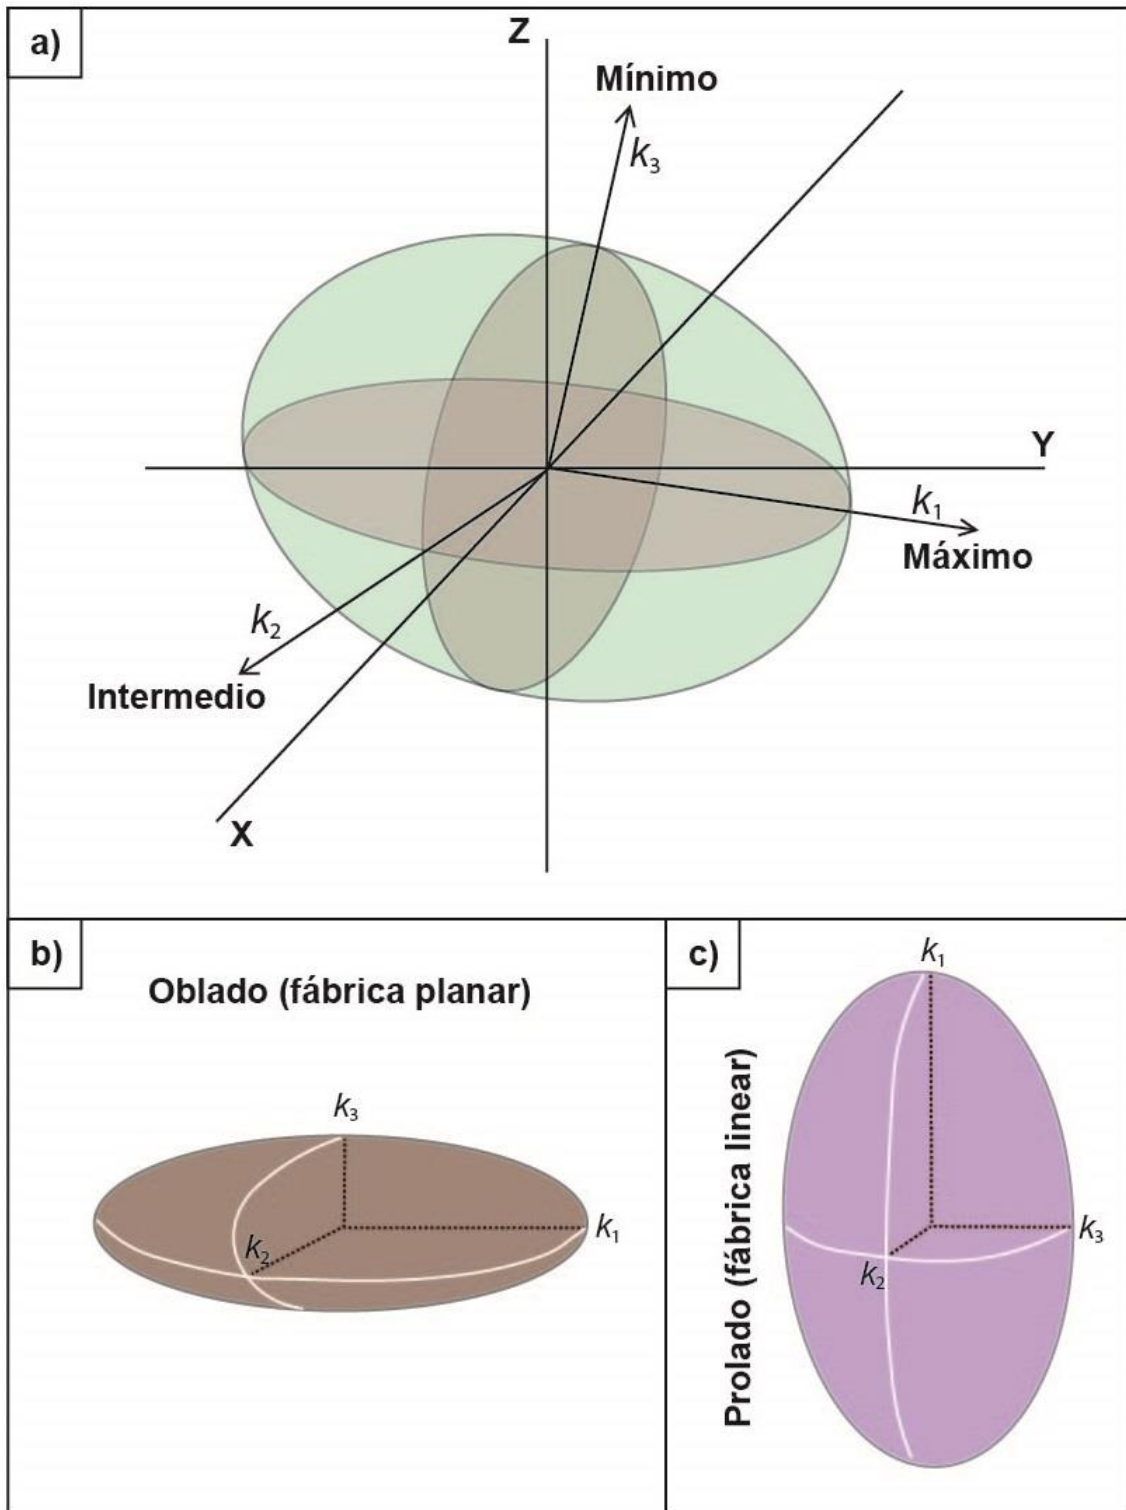 a)
Z
Mínimo
k3
Y
k1
Máximo
k2
Intermedio
X
b)
Oblado (fábrica planar)
k3
k1
k2
c)
k1
Prolado (fábrica linear)
k3
k2